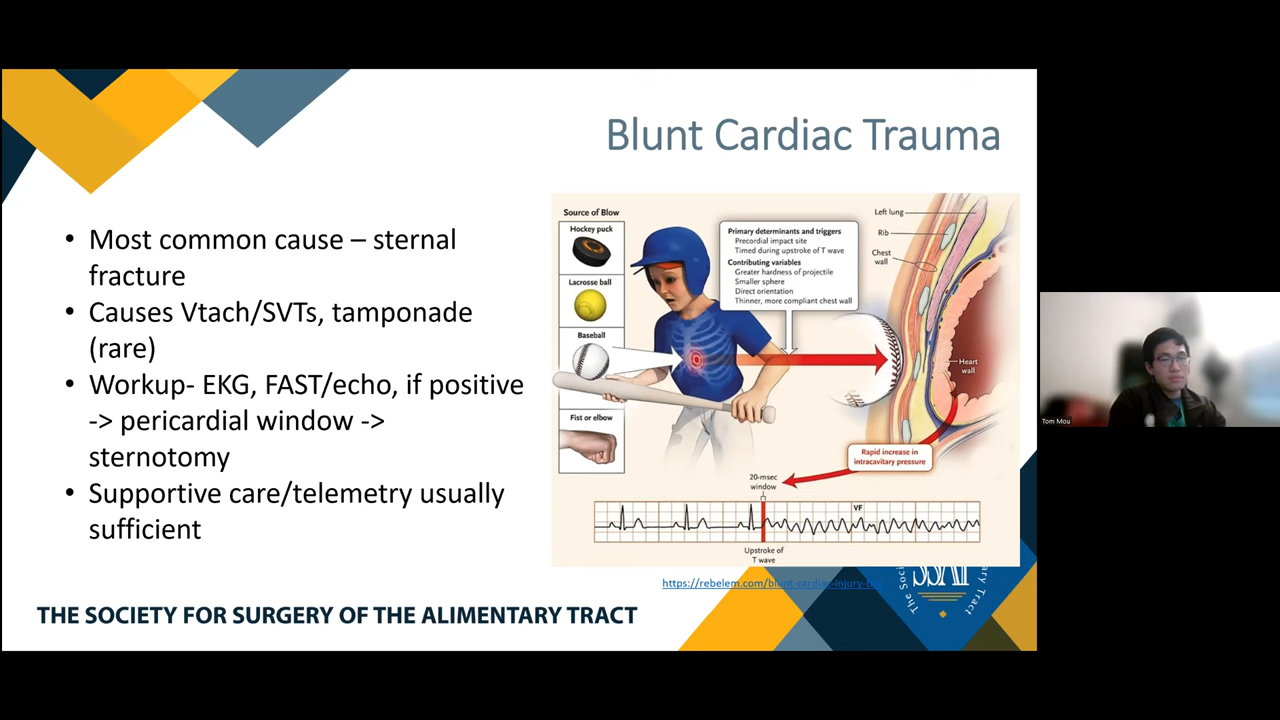 Blunt Cardiac Trauma
• Most common cause – sternal
fracture
• Causes Vtach/SVTs, tamponade
(rare)
• Workup- EKG, FAST/echo, if positive
-> pericardial window ->
sternotomy
• Supportive care/telemetry usually
sufficient
Source of Blow
Hockey puck
Lacrosse ball
Baseball
Fist or elbow
Primary determinants and triggers
Precordial impact site
Timed during upstroke of T wave
Contributing variables
Greater hardness of projectile
Smaller sphere
Direct orientation
Thinner, more compliant chest wall
Left lung
Rib
Chest
wall
Heart
wall
Rapid increase in
intracavitary pressure
20-msec
window
VF
Upstroke of
T wave
https://rebelem.com/blunt-cardiac-injury-
THE SOCIETY FOR SURGERY OF THE ALIMENTARY TRACT
Tom Mou